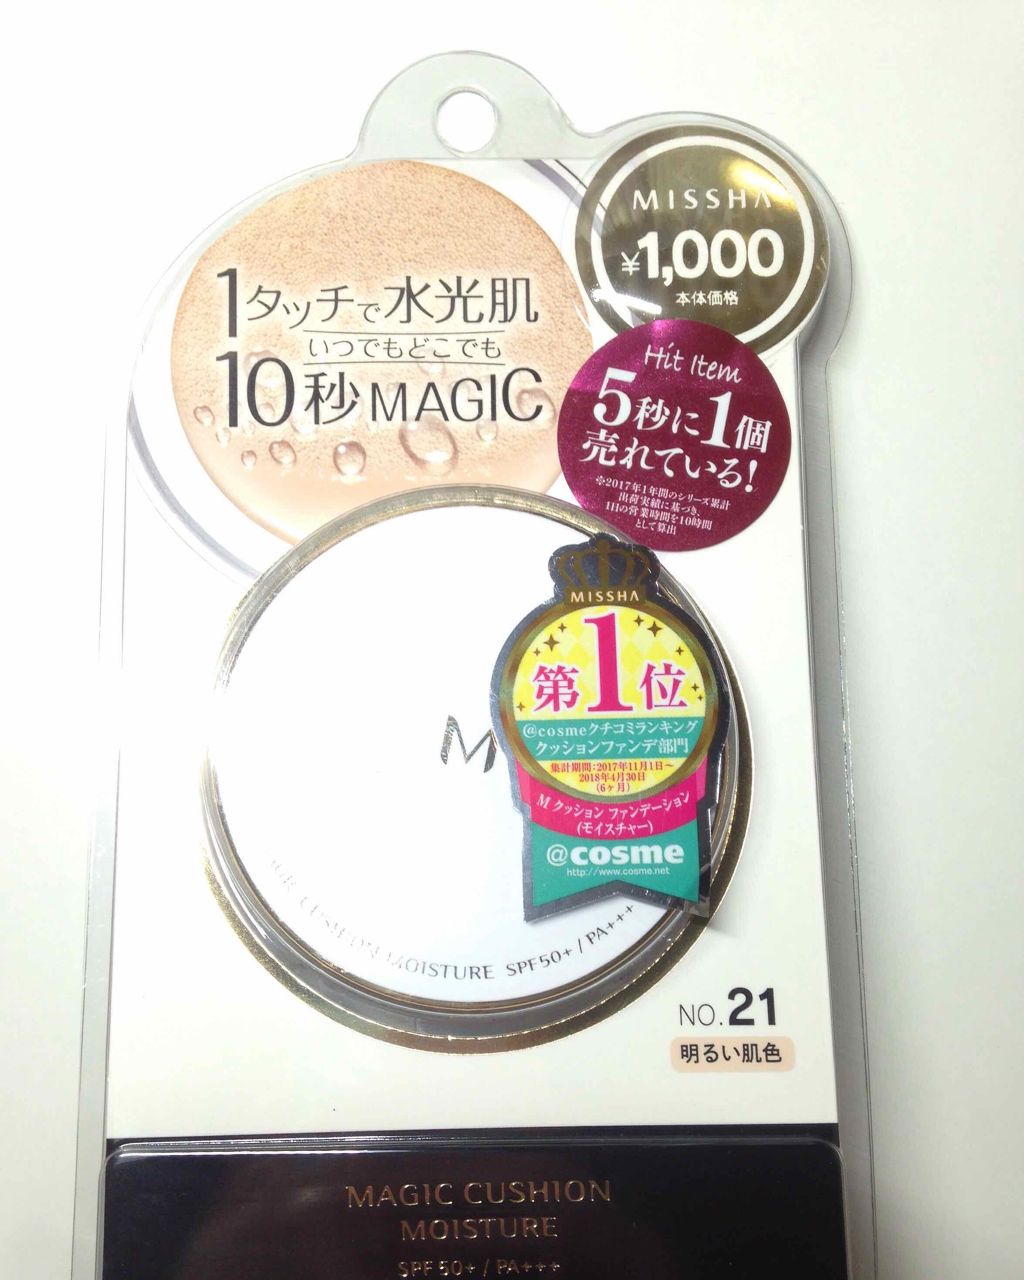 MISSHA
¥1,000
本体価格
1タッチで水光肌
いつでもどこでも
10秒MAGIC
Hit Item
5秒に1個
売れている!
※2017年1年間のシリーズ累計
出荷実績に基づき、
1日の営業時間を10時間
として算出
MISSHA
第1位
@cosmeクチコミランキング
クッションファンデ部門
集計期間:2017年11月1日~
2018年4月30日
(6ヶ月)
M クッション ファンデーション
(モイスチャー)
@cosme
http://www.cosme.net
M
CUSHION MOISTURE SPF50+ / PA+++
NO.21
明るい肌色
MAGIC CUSHION
MOISTURE
SPF 50+ / PA+++